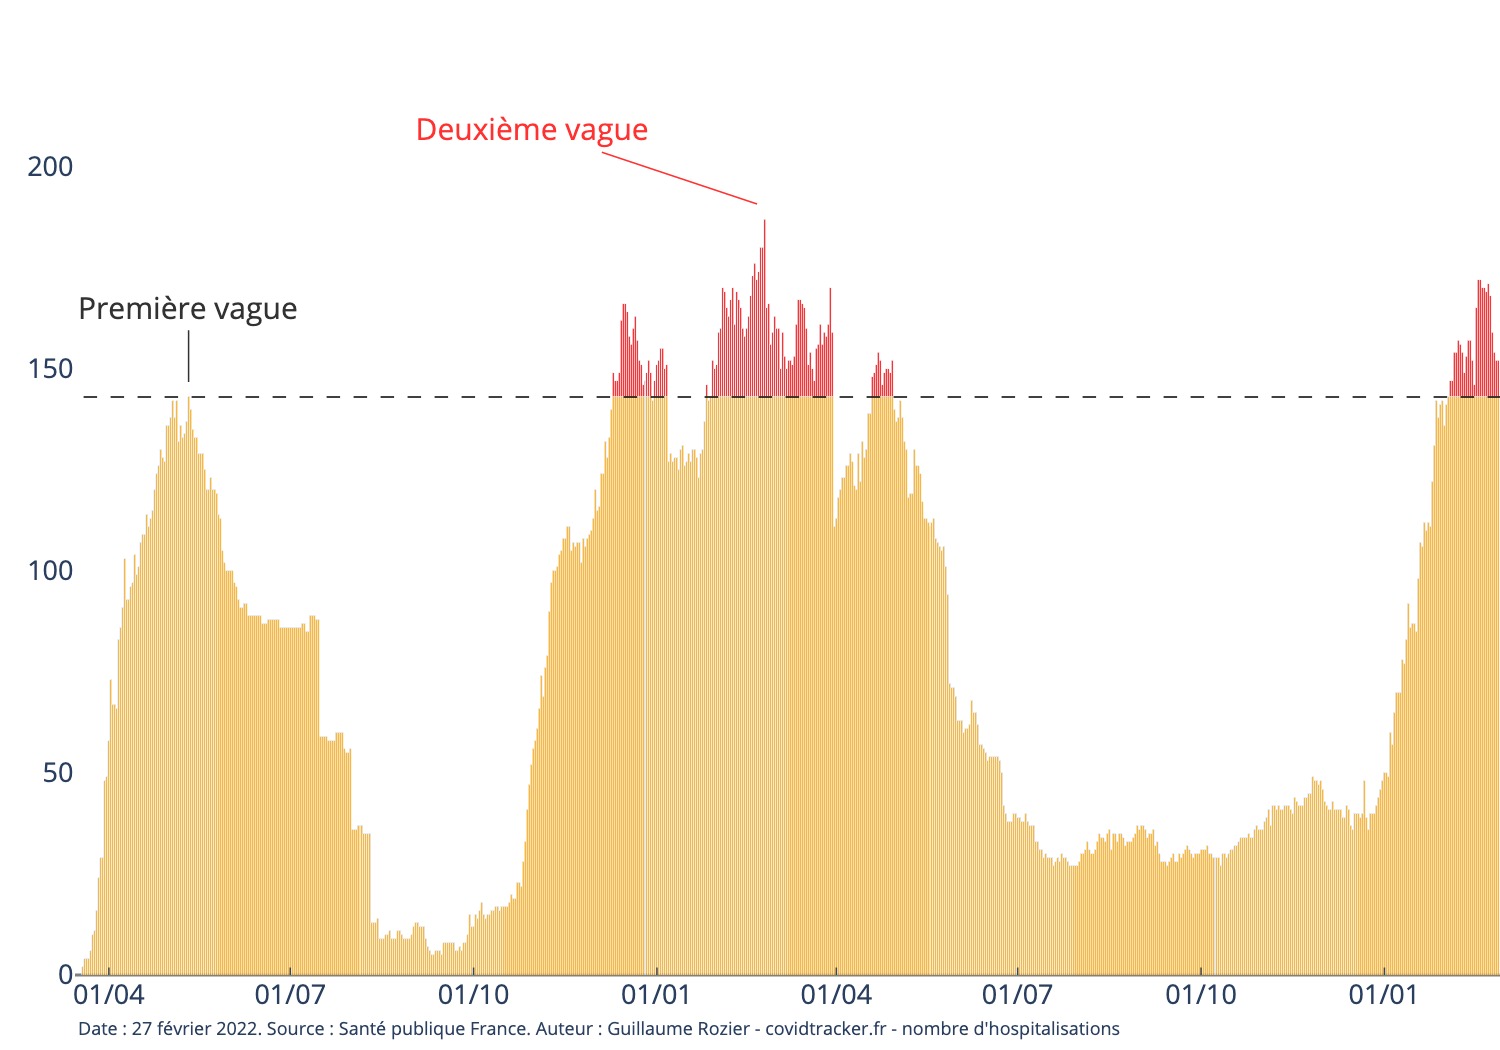 Deuxième vague
200
Première vague
150
100
50
0
01/04 01/07 01/10 01/01 01/04 01/07 01/10 01/01
Date : 27 février 2022. Source : Santé publique France. Auteur : Guillaume Rozier - covidtracker.fr - nombre d'hospitalisations